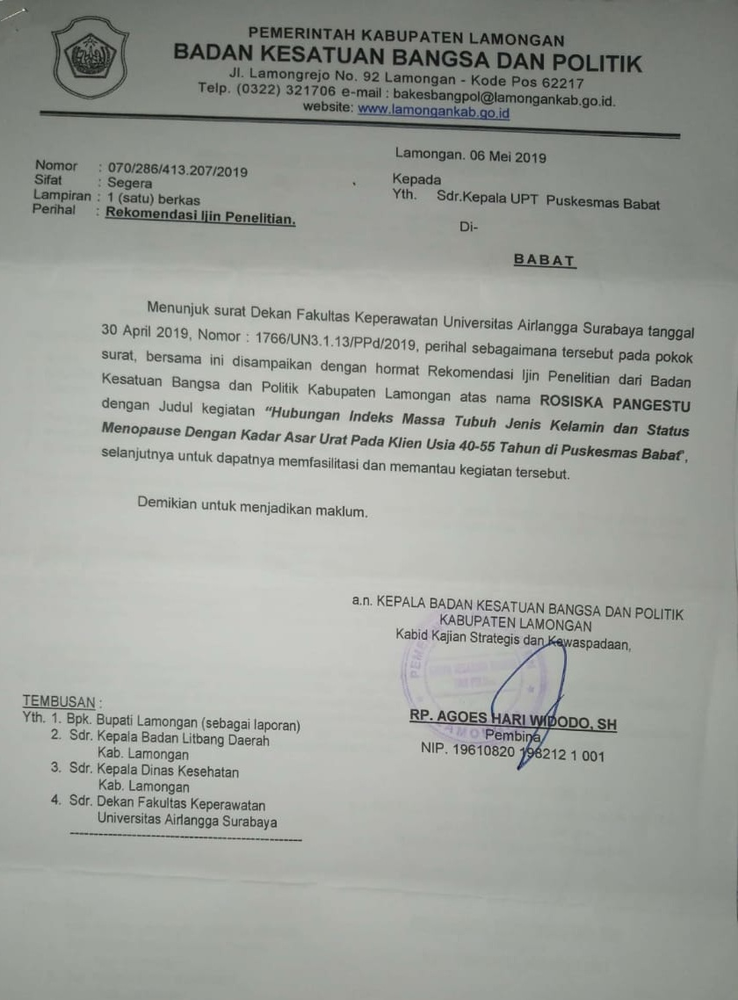 PEMERINTAH KABUPATEN LAMONGAN
BADAN KESATUAN BANGSA DAN POLITIK
Jl. Lamongrejo No. 92 Lamongan - Kode Pos 62217
Telp. (0322) 321706 e-mail : bakesbangpol@lamongankab.go.id.
website: www.lamongankab.go.id
Lamongan. 06 Mei 2019
Nomor : 070/286/413.207/2019
Sifat : Segera
Lampiran : 1 (satu) berkas
Perihal : Rekomendasi Ijin Penelitian.
Kepada
Yth. Sdr.Kepala UPT Puskesmas Babat
Di-
BABAT
Menunjuk surat Dekan Fakultas Keperawatan Universitas Airlangga Surabaya tanggal
30 April 2019, Nomor : 1766/UN3.1.13/PPd/2019, perihal sebagaimana tersebut pada pokok
surat, bersama ini disampaikan dengan hormat Rekomendasi Ijin Penelitian dari Badan
Kesatuan Bangsa dan Politik Kabupaten Lamongan atas nama ROSISKA PANGESTU
dengan Judul kegiatan "Hubungan Indeks Massa Tubuh Jenis Kelamin dan Status
Menopause Dengan Kadar Asar Urat Pada Klien Usia 40-55 Tahun di Puskesmas Babat",
selanjutnya untuk dapatnya memfasilitasi dan memantau kegiatan tersebut.
Demikian untuk menjadikan maklum.
a.n. KEPALA BADAN KESATUAN BANGSA DAN POLITIK
KABUPATEN LAMONGAN
Kabid Kajian Strategis dan Kewaspadaan,
RP. AGOES HARI WIDODO, SH
Pembina
NIP. 19610820 198212 1 001
TEMBUSAN :
Yth. 1. Bpk. Bupati Lamongan (sebagai laporan)
2. Sdr. Kepala Badan Litbang Daerah
Kab. Lamongan
3. Sdr. Kepala Dinas Kesehatan
Kab. Lamongan
4. Sdr. Dekan Fakultas Keperawatan
Universitas Airlangga Surabaya